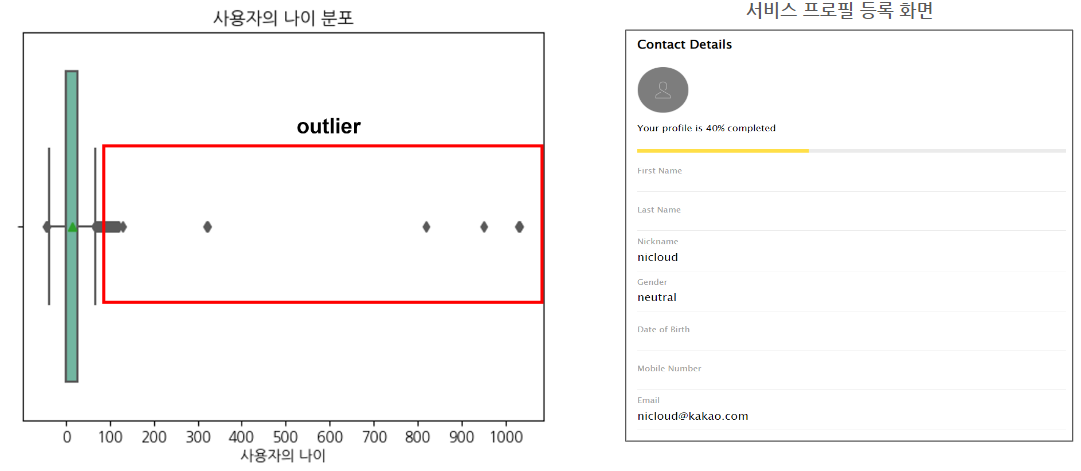 사용자의 나이 분포
outlier
0 100 200 300 400 500 600 700 800 900 1000
사용자의 나이
서비스 프로필 등록 화면
Contact Details
Your profile is 40% completed
First Name
Last Name
Nickname
nicloud
Gender
neutral
Date of Birth
Mobile Number
Email
nicloud@kakao.com